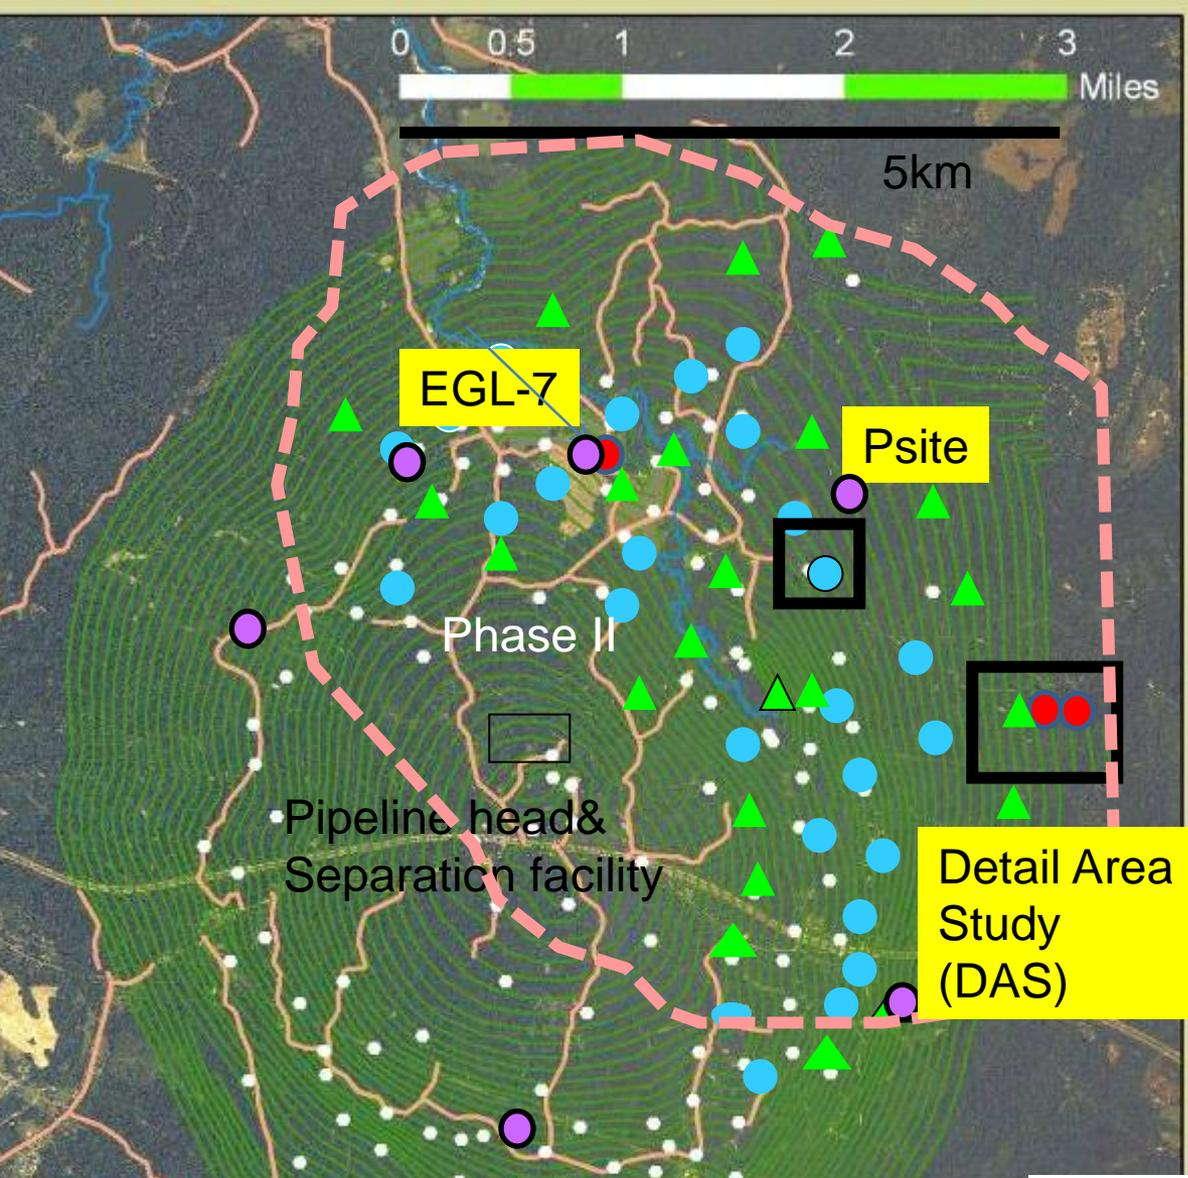 0 0.5 1 2 3
Miles
5km
EGL-7
Psite
Phase II
Pipeline head&
Separation facility
Detail Area
Study
(DAS)